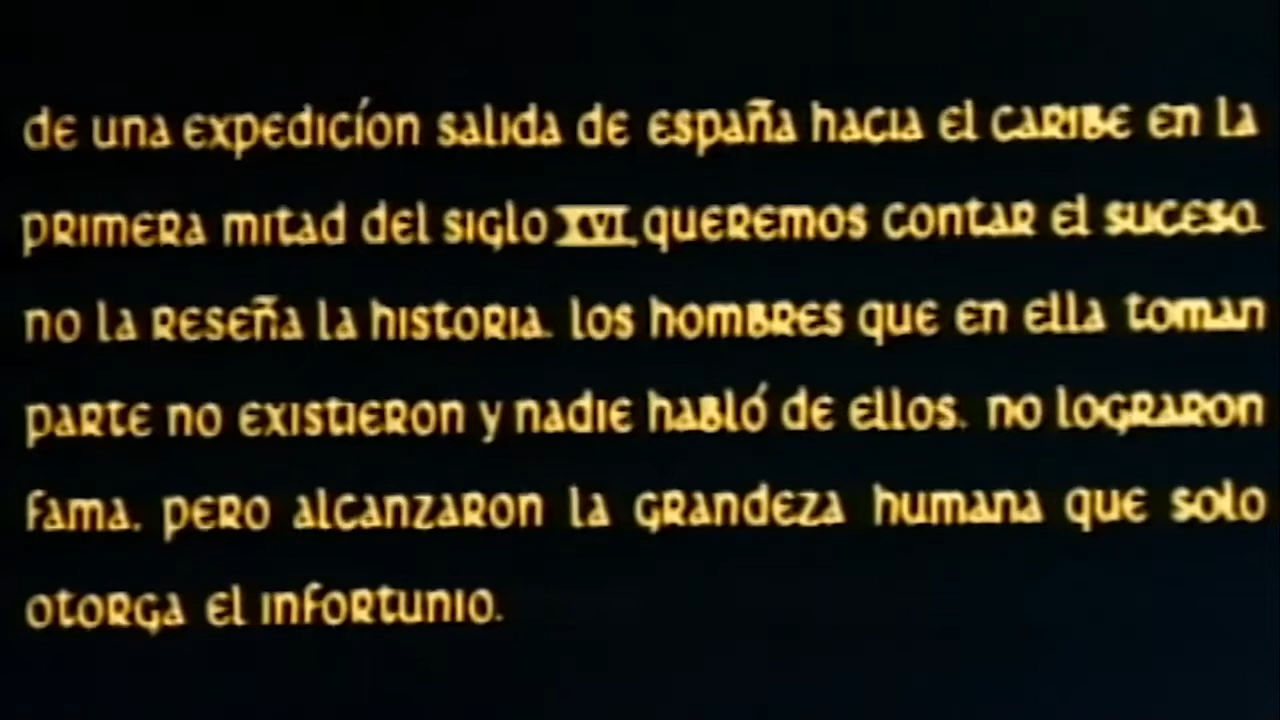 de una expedicíon salida de españa hacia el caribe en la
primera mitad del siglo XVI queremos contar el suceso.
no la reseña la historia. los hombres que en ella toman
parte no existieron y nadie habló de ellos. no lograron
fama, pero alcanzaron la grandeza humana que solo
otorga el infortunio.